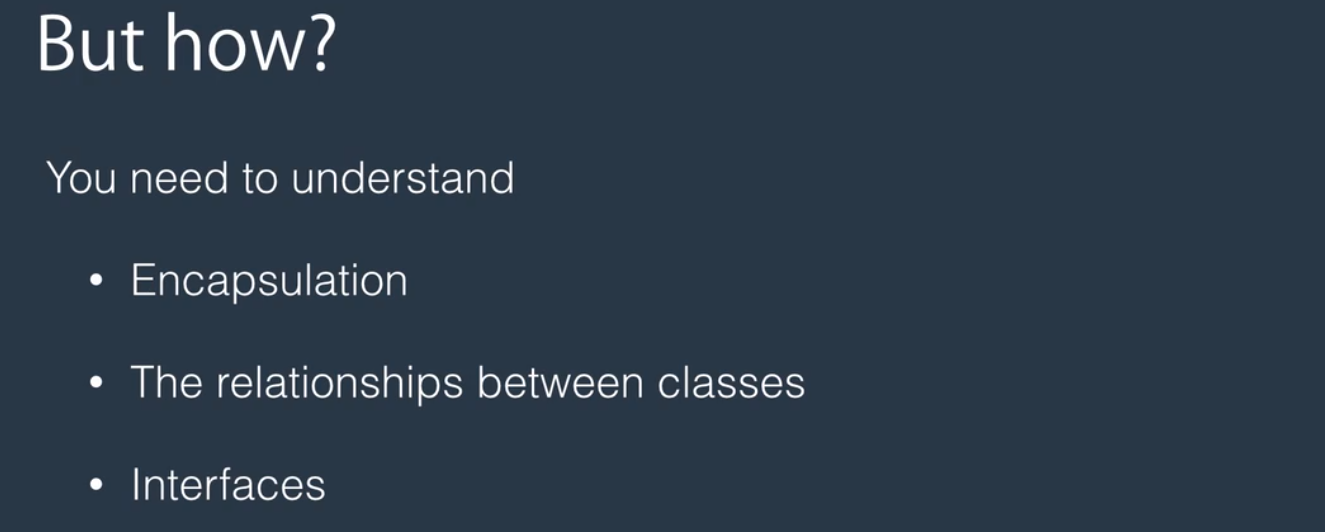 But how?
You need to understand
• Encapsulation
• The relationships between classes
• Interfaces